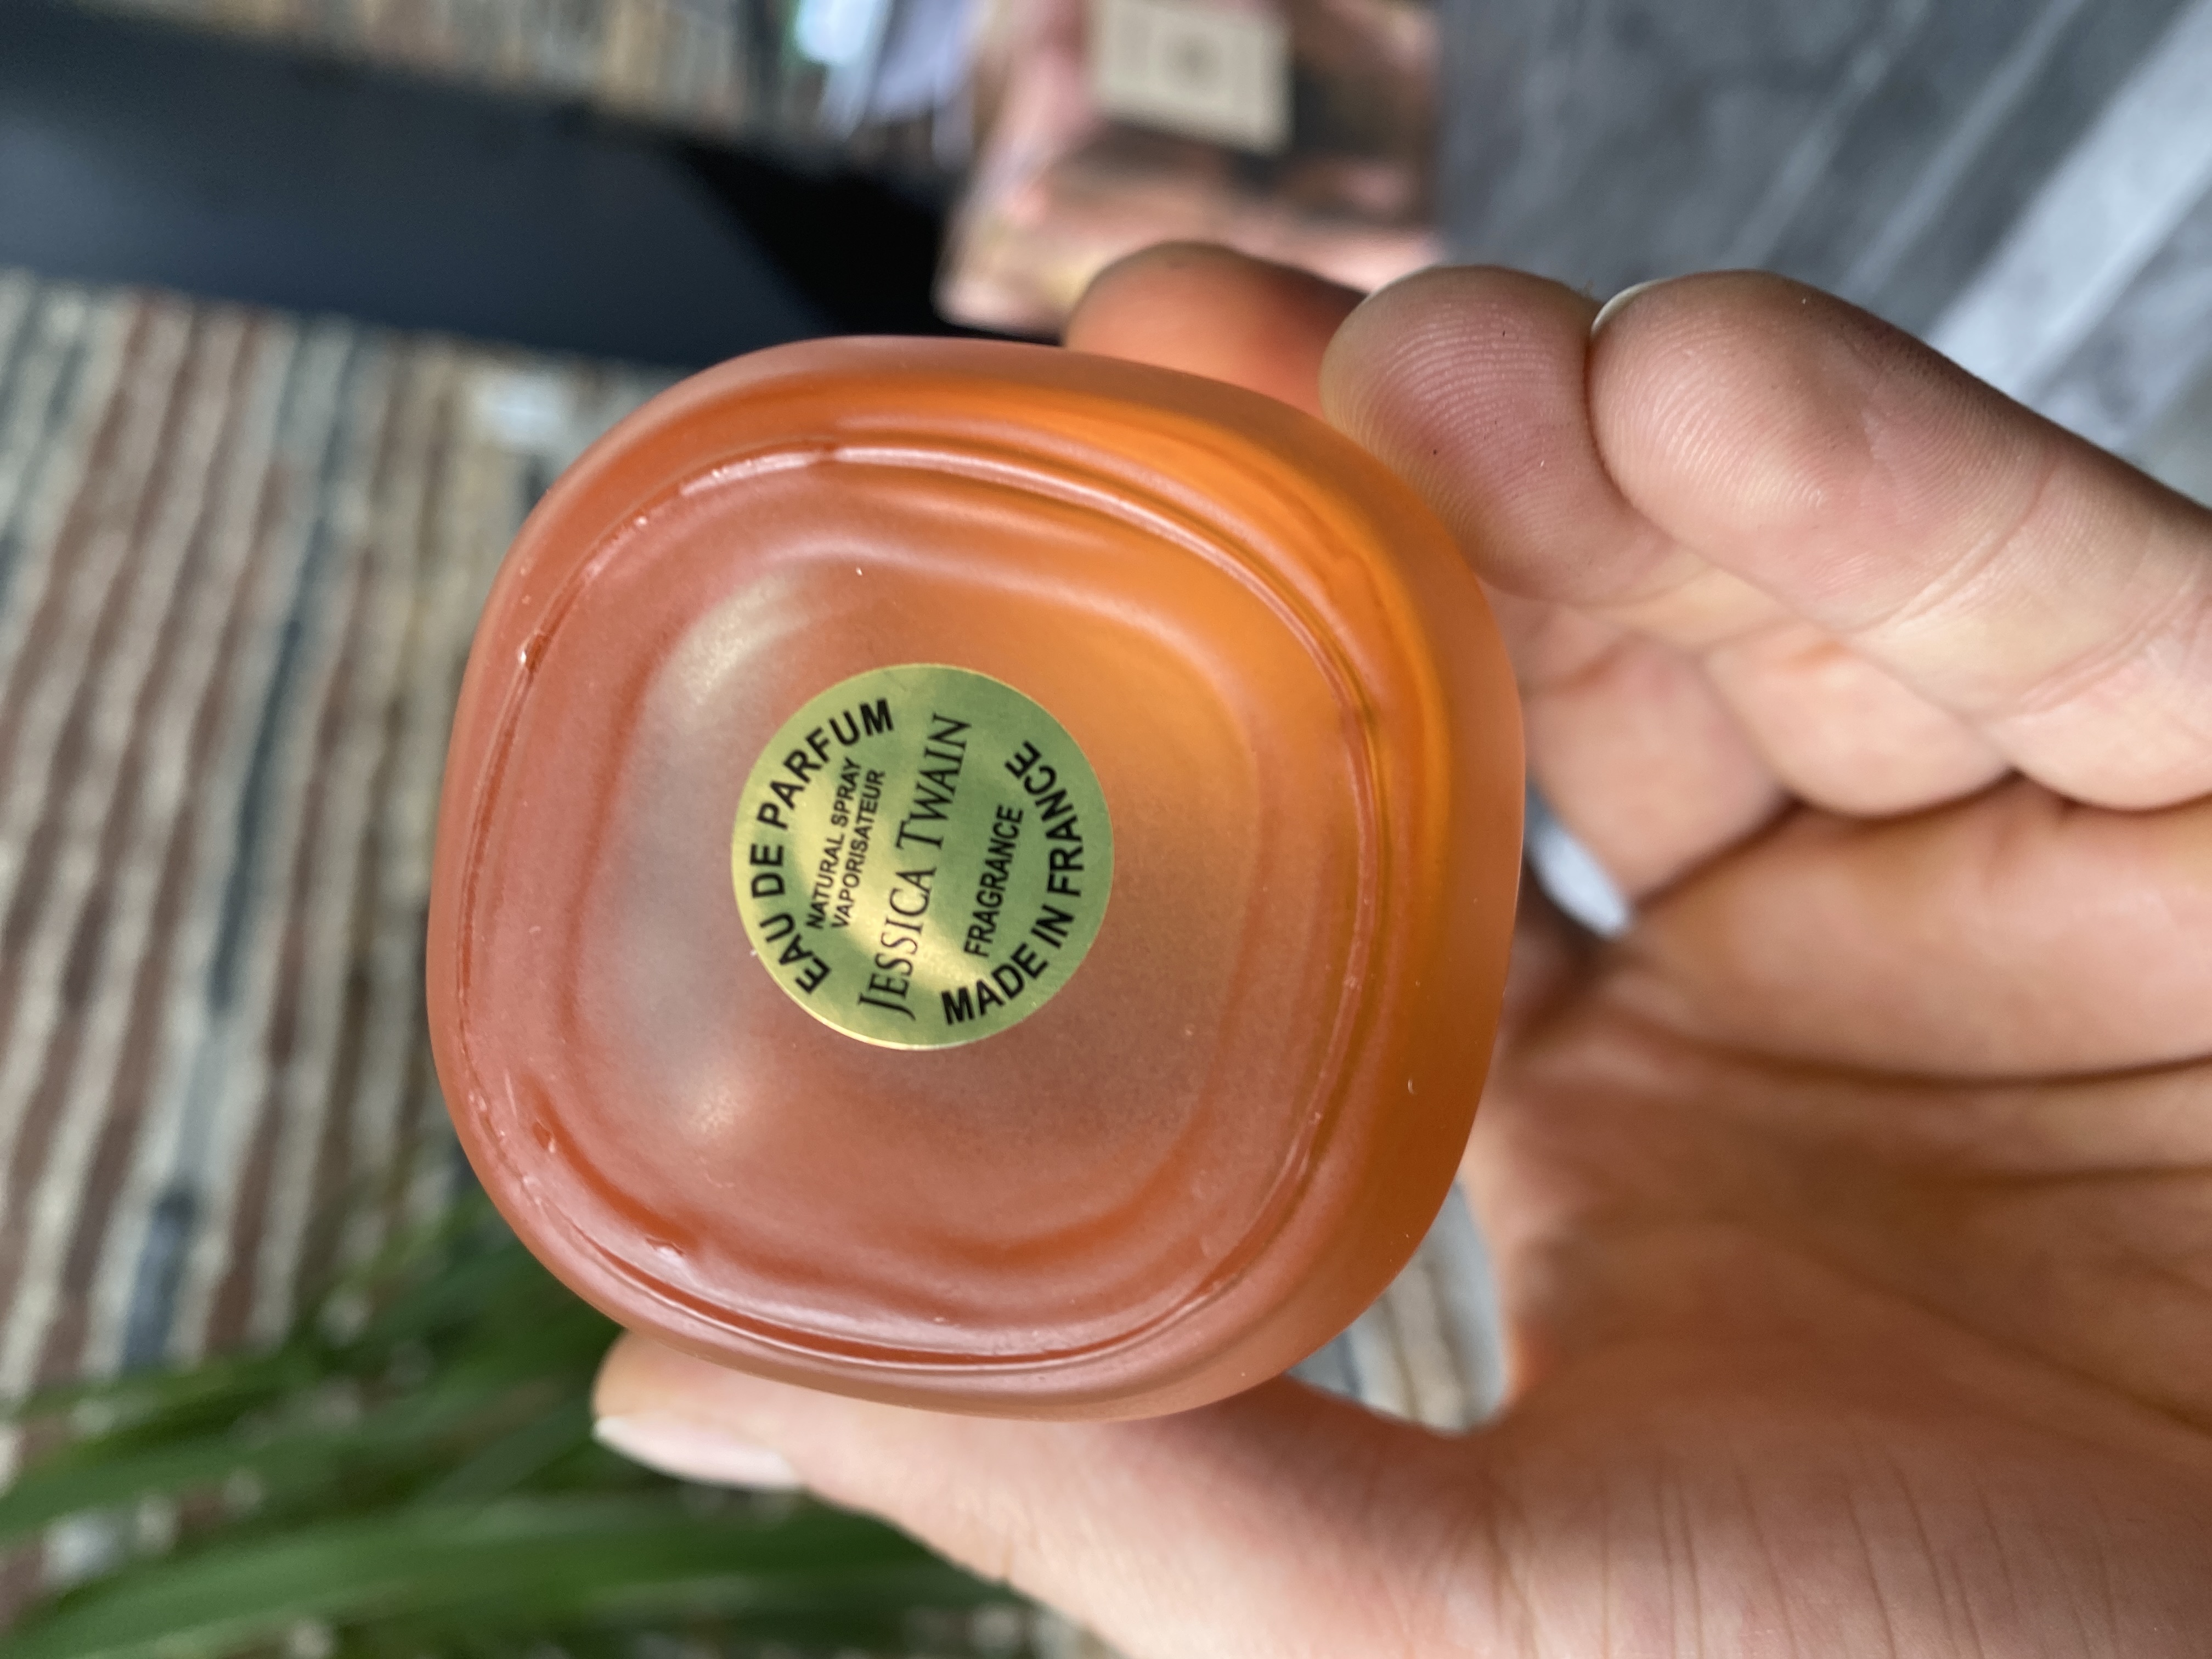 EAU DE PARFUM
NATURAL SPRAY
VAPORISATEUR
JESSICA TWAIN
FRAGRANCE
MADE IN FRANCE